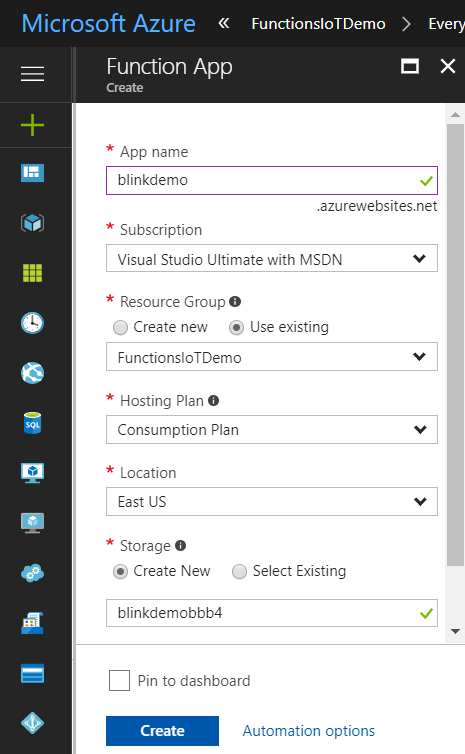 Microsoft Azure « FunctionsIoTDemo > Every
Function App
Create
* App name
blinkdemo
.azurewebsites.net
* Subscription
Visual Studio Ultimate with MSDN
* Resource Group
Create new Use existing
FunctionsIoTDemo
* Hosting Plan
Consumption Plan
* Location
East US
* Storage
Create New Select Existing
blinkdemobbb4
Pin to dashboard
Create Automation options
SQL